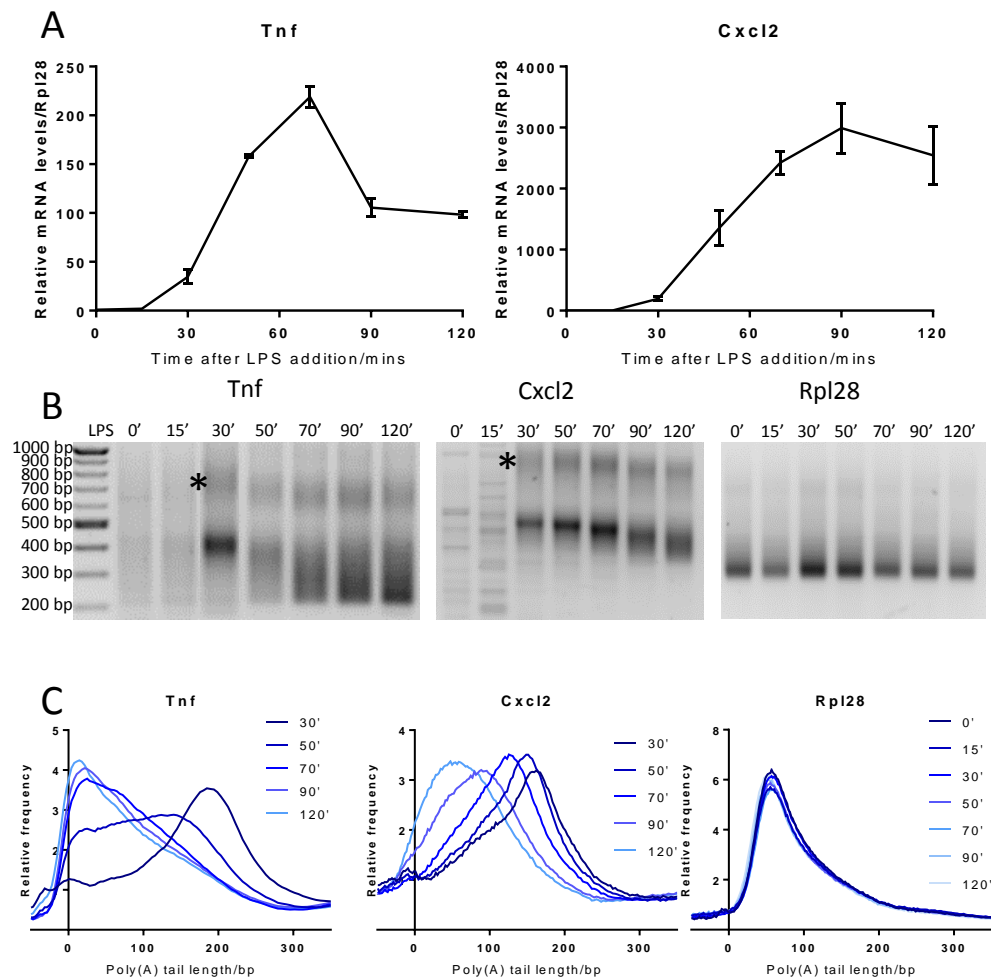 A
Tnf
Relative mRNA levels/Rpl28
250
200
150
100
50
0
0 30 60 90 120
Time after LPS addition/mins
Cxcl2
Relative mRNA levels/Rpl28
4000
3000
2000
1000
0
0 30 60 90 120
Time after LPS addition/mins
B
Tnf
LPS 0’ 15’ 30’ 50’ 70’ 90’ 120’
1000 bp
900 bp
800 bp
700 bp
600 bp
500 bp
400 bp
300 bp
200 bp
*
Cxcl2
0’ 15’ 30’ 50’ 70’ 90’ 120’
*
Rpl28
0’ 15’ 30’ 50’ 70’ 90’ 120’
C
Tnf
Relative frequency
5
4
3
2
1
0 100 200 300
Poly(A) tail length/bp
30'
50'
70'
90'
120'
Cxcl2
Relative frequency
4
3
2
1
0 100 200 300
Poly(A) tail length/bp
30'
50'
70'
90'
120'
Rpl28
Relative frequency
8
6
4
2
0 100 200 300
Poly(A) tail length/bp
0'
15'
30'
50'
70'
90'
120'